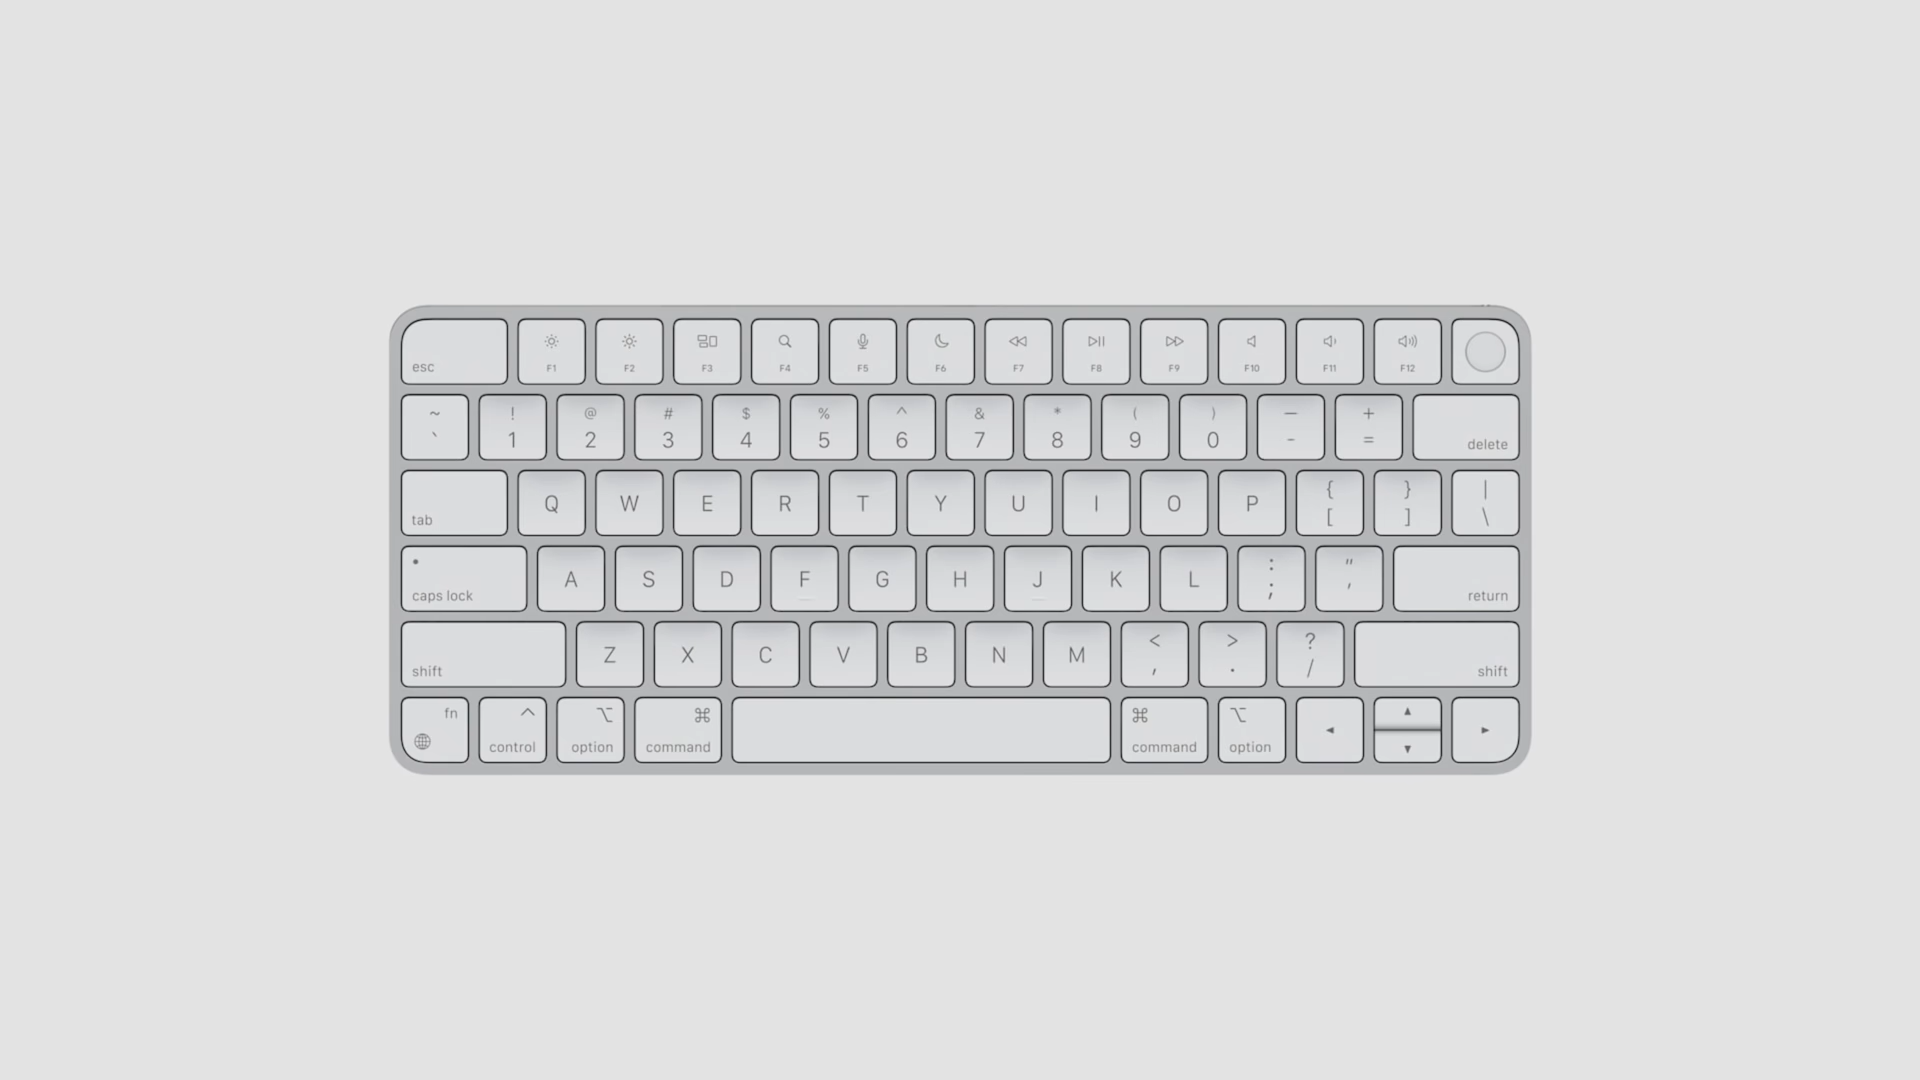 esc F1 F2 F3 F4 F5 F6 F7 F8 F9 F10 F11 F12
~ ! @ # $ % ^ & * ( ) — +
` 1 2 3 4 5 6 7 8 9 0 - = delete
tab Q W E R T Y U I O P { } |
[ ] \
caps lock A S D F G H J K L : "
; ' return
shift Z X C V B N M < > ?
, . / shift
fn ^ ⌥ ⌘ ⌘ ⌥
control option command command option